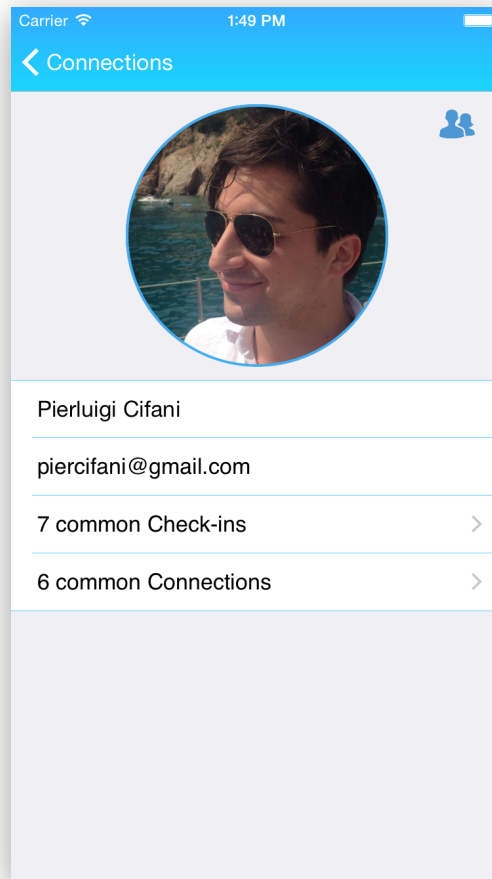 Carrier 1:49 PM
Connections
Pierluigi Cifani
piercifani@gmail.com
7 common Check-ins
6 common Connections